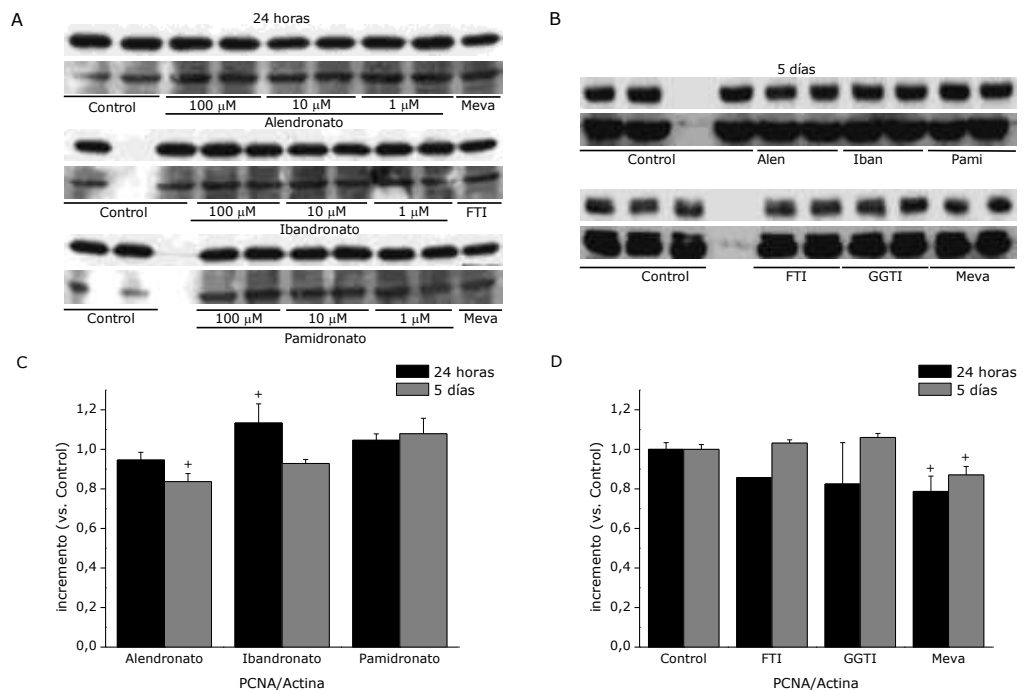 A
24 horas
Control
100 μM
10 μM
1 μM
Meva
Alendronato
Control
100 μM
10 μM
1 μM
FTI
Ibandronato
Control
100 μM
10 μM
1 μM
Meva
Pamidronato
B
5 días
Control
Alen
Iban
Pami
Control
FTI
GGTI
Meva
C
24 horas
5 días
incremento (vs. Control)
1,2
1,0
0,8
0,6
0,4
0,2
0,0
+
+
Alendronato
Ibandronato
Pamidronato
PCNA/Actina
D
24 horas
5 días
incremento (vs. Control)
1,2
1,0
0,8
0,6
0,4
0,2
0,0
+
+
Control
FTI
GGTI
Meva
PCNA/Actina